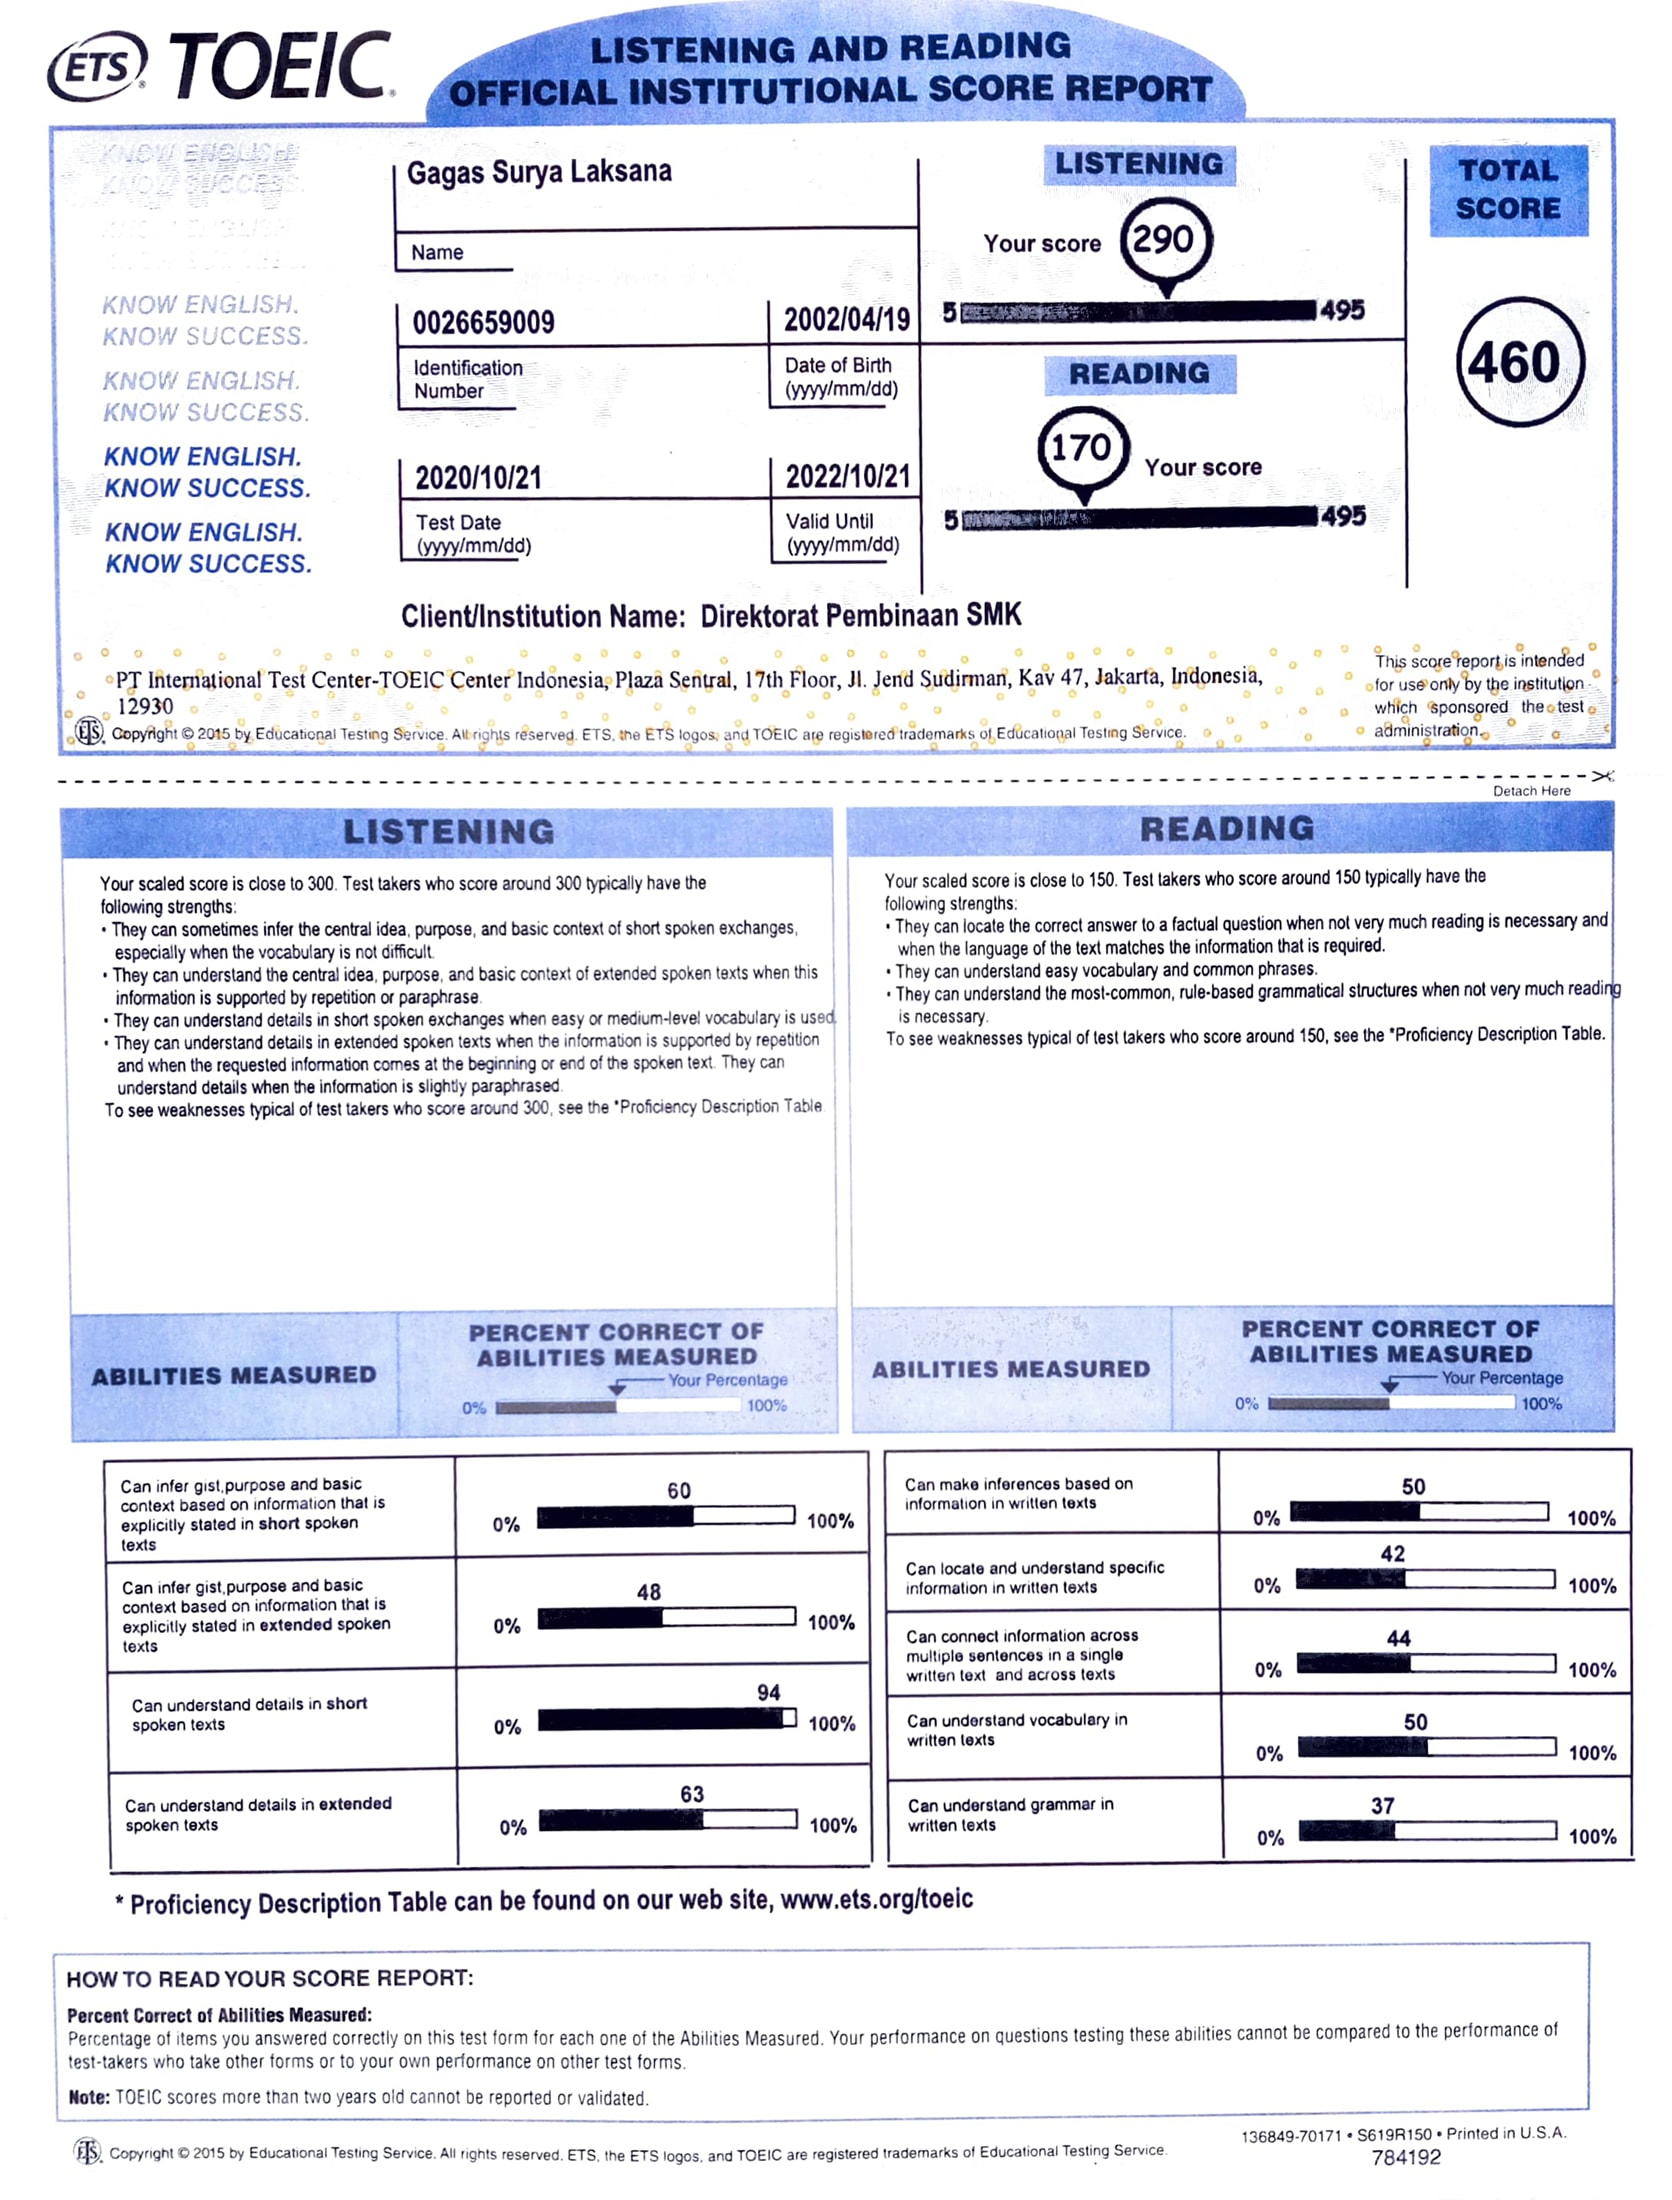 ETS TOEIC
LISTENING AND READING
OFFICIAL INSTITUTIONAL SCORE REPORT
KNOW ENGLISH.
KNOW SUCCESS.
KNOW ENGLISH.
KNOW SUCCESS.
KNOW ENGLISH.
KNOW SUCCESS.
KNOW ENGLISH.
KNOW SUCCESS.
KNOW ENGLISH.
KNOW SUCCESS.
Gagas Surya Laksana
Name
0026659009
Identification
Number
2002/04/19
Date of Birth
(yyyy/mm/dd)
2020/10/21
Test Date
(yyyy/mm/dd)
2022/10/21
Valid Until
(yyyy/mm/dd)
LISTENING
Your score 290
5 495
READING
170 Your score
5 495
TOTAL
SCORE
460
Client/Institution Name: Direktorat Pembinaan SMK
PT International Test Center-TOEIC Center Indonesia, Plaza Sentral, 17th Floor, Jl. Jend Sudirman, Kav 47, Jakarta, Indonesia,
12930
ETS Copyright © 2015 by Educational Testing Service. All rights reserved. ETS, the ETS logos, and TOEIC are registered trademarks of Educational Testing Service.
This score report is intended
for use only by the institution
which sponsored the test
administration.
Detach Here
LISTENING
Your scaled score is close to 300. Test takers who score around 300 typically have the
following strengths:
• They can sometimes infer the central idea, purpose, and basic context of short spoken exchanges,
especially when the vocabulary is not difficult.
• They can understand the central idea, purpose, and basic context of extended spoken texts when this
information is supported by repetition or paraphrase.
• They can understand details in short spoken exchanges when easy or medium-level vocabulary is used.
• They can understand details in extended spoken texts when the information is supported by repetition
and when the requested information comes at the beginning or end of the spoken text. They can
understand details when the information is slightly paraphrased.
To see weaknesses typical of test takers who score around 300, see the *Proficiency Description Table.
READING
Your scaled score is close to 150. Test takers who score around 150 typically have the
following strengths:
• They can locate the correct answer to a factual question when not very much reading is necessary and
when the language of the text matches the information that is required.
• They can understand easy vocabulary and common phrases.
• They can understand the most-common, rule-based grammatical structures when not very much reading
is necessary.
To see weaknesses typical of test takers who score around 150, see the *Proficiency Description Table.
ABILITIES MEASURED
PERCENT CORRECT OF
ABILITIES MEASURED
Your Percentage
0% 100%
Can infer gist,purpose and basic
context based on information that is
explicitly stated in short spoken
texts
60
0% 100%
Can infer gist,purpose and basic
context based on information that is
explicitly stated in extended spoken
texts
48
0% 100%
Can understand details in short
spoken texts
94
0% 100%
Can understand details in extended
spoken texts
63
0% 100%
ABILITIES MEASURED
PERCENT CORRECT OF
ABILITIES MEASURED
Your Percentage
0% 100%
Can make inferences based on
information in written texts
50
0% 100%
Can locate and understand specific
information in written texts
42
0% 100%
Can connect information across
multiple sentences in a single
written text and across texts
44
0% 100%
Can understand vocabulary in
written texts
50
0% 100%
Can understand grammar in
written texts
37
0% 100%
* Proficiency Description Table can be found on our web site, www.ets.org/toeic
HOW TO READ YOUR SCORE REPORT:
Percent Correct of Abilities Measured:
Percentage of items you answered correctly on this test form for each one of the Abilities Measured. Your performance on questions testing these abilities cannot be compared to the performance of
test-takers who take other forms or to your own performance on other test forms.
Note: TOEIC scores more than two years old cannot be reported or validated.
ETS Copyright © 2015 by Educational Testing Service. All rights reserved. ETS, the ETS logos, and TOEIC are registered trademarks of Educational Testing Service.
136849-70171 • S619R150 • Printed in U.S.A.
784192